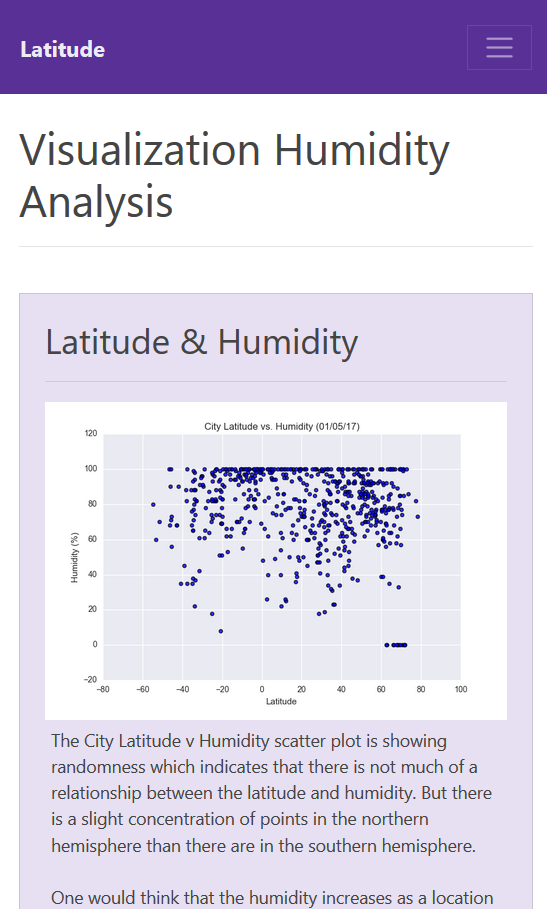 Latitude
Visualization Humidity
Analysis
Latitude & Humidity
City Latitude vs. Humidity (01/05/17)
120
100
80
60
40
20
0
−20
Humidity (%)
−80 −60 −40 −20 0 20 40 60 80 100
Latitude
The City Latitude v Humidity scatter plot is showing
randomness which indicates that there is not much of a
relationship between the latitude and humidity. But there
is a slight concentration of points in the northern
hemisphere than there are in the southern hemisphere.
One would think that the humidity increases as a location